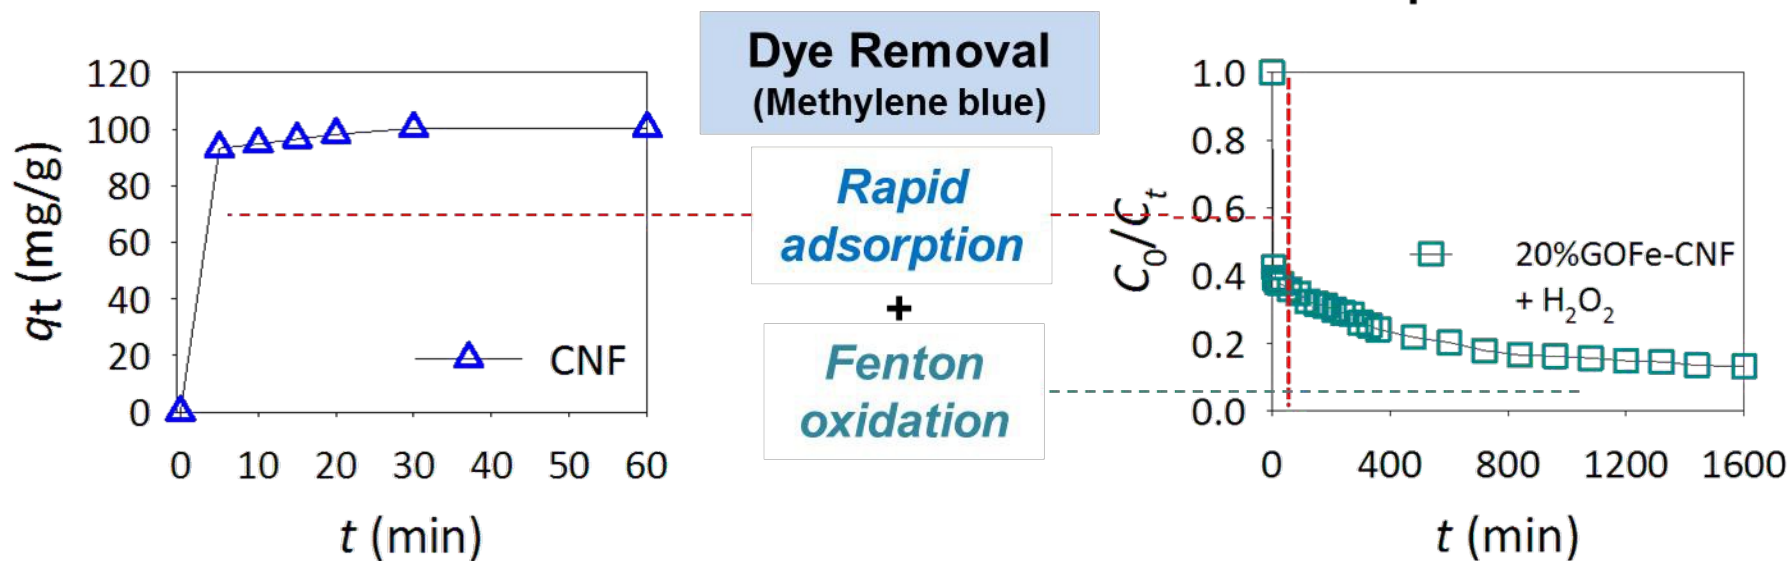 Dye Removal
(Methylene blue)
Rapid
adsorption
+
Fenton
oxidation
120
100
80
60
40
20
0
qt (mg/g)
CNF
0 10 20 30 40 50 60
t (min)
1.0
0.8
0.6
0.4
0.2
0.0
C₀/Cₜ
20%GOFe-CNF
+ H₂O₂
0 400 800 1200 1600
t (min)